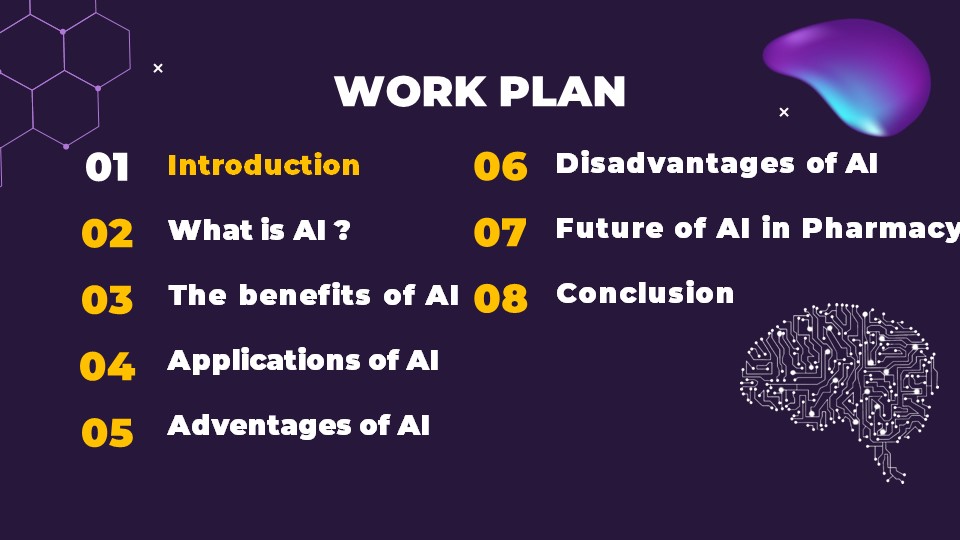 WORK PLAN
01 Introduction
02 What is AI ?
03 The benefits of AI
04 Applications of AI
05 Adventages of AI
06 Disadvantages of AI
07 Future of AI in Pharmacy
08 Conclusion